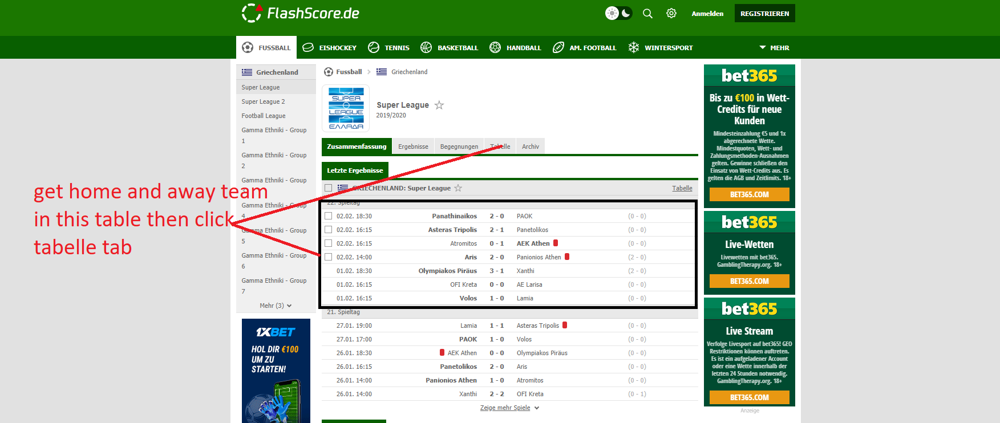 FlashScore.de
Anmelden
REGISTRIEREN
FUSSBALL
EISHOCKEY
TENNIS
BASKETBALL
HANDBALL
AM. FOOTBALL
WINTERSPORT
MEHR
Griechenland
Super League
Super League 2
Football League
Gamma Ethniki - Group
1
Gamma Ethniki - Group
2
Gamma Ethniki - Group
3
Gamma Ethniki - Group
4
Gamma Ethniki - Group
5
Gamma Ethniki - Group
6
Gamma Ethniki - Group
7
Mehr (3)
get home and away team
in this table then click
tabelle tab
1XBET
HOL DIR €100
UM ZU
STARTEN!
Fussball > Griechenland
SUPER
LEAGUE
ΕΛΛΑΔΑ
Super League
2019/2020
Zusammenfassung Ergebnisse Begegnungen Tabelle Archiv
Letzte Ergebnisse
GRIECHENLAND: Super League Tabelle
22. Spieltag
02.02. 18:30 Panathinaikos 2 - 0 PAOK (0 - 0)
02.02. 16:15 Asteras Tripolis 2 - 1 Panetolikos (0 - 0)
02.02. 16:15 Atromitos 0 - 1 AEK Athen (0 - 0)
02.02. 14:00 Aris 2 - 0 Panionios Athen (2 - 0)
01.02. 18:30 Olympiakos Piräus 3 - 1 Xanthi (2 - 0)
01.02. 16:15 OFI Kreta 0 - 0 AE Larisa (0 - 0)
01.02. 16:15 Volos 1 - 0 Lamia (0 - 0)
21. Spieltag
27.01. 19:00 Lamia 1 - 1 Asteras Tripolis (0 - 0)
27.01. 17:00 PAOK 1 - 0 Volos (0 - 0)
26.01. 18:30 AEK Athen 0 - 0 Olympiakos Piräus (0 - 0)
26.01. 16:15 Panetolikos 2 - 0 Aris (0 - 0)
26.01. 14:00 Panionios Athen 1 - 0 Atromitos (0 - 0)
26.01. 14:00 Xanthi 2 - 2 OFI Kreta (0 - 1)
Zeige mehr Spiele
bet365
Bis zu €100 in Wett-
Credits für neue
Kunden
Mindesteinzahlung €5 und 1x
abgerechnete Wette.
Mindestquoten, Wett- und
Zahlungsmethoden-Ausnahmen
gelten. Gewinne schließen den
Einsatz von Wett-Credits aus. Es
gelten die AGB und Zeitlimits. 18+
BET365.COM
bet365
Live-Wetten
Livewetten mit bet365.
GamblingTherapy.org. 18+
BET365.COM
bet365
Live Stream
Verfolge Livesport auf bet365! GEO
Restriktionen können auftreten.
Es ist ein aufgeladener Account
oder eine Wette innerhalb der
letzten 24 Stunden notwendig.
GamblingTherapy.org. 18+
BET365.COM
Anzeige